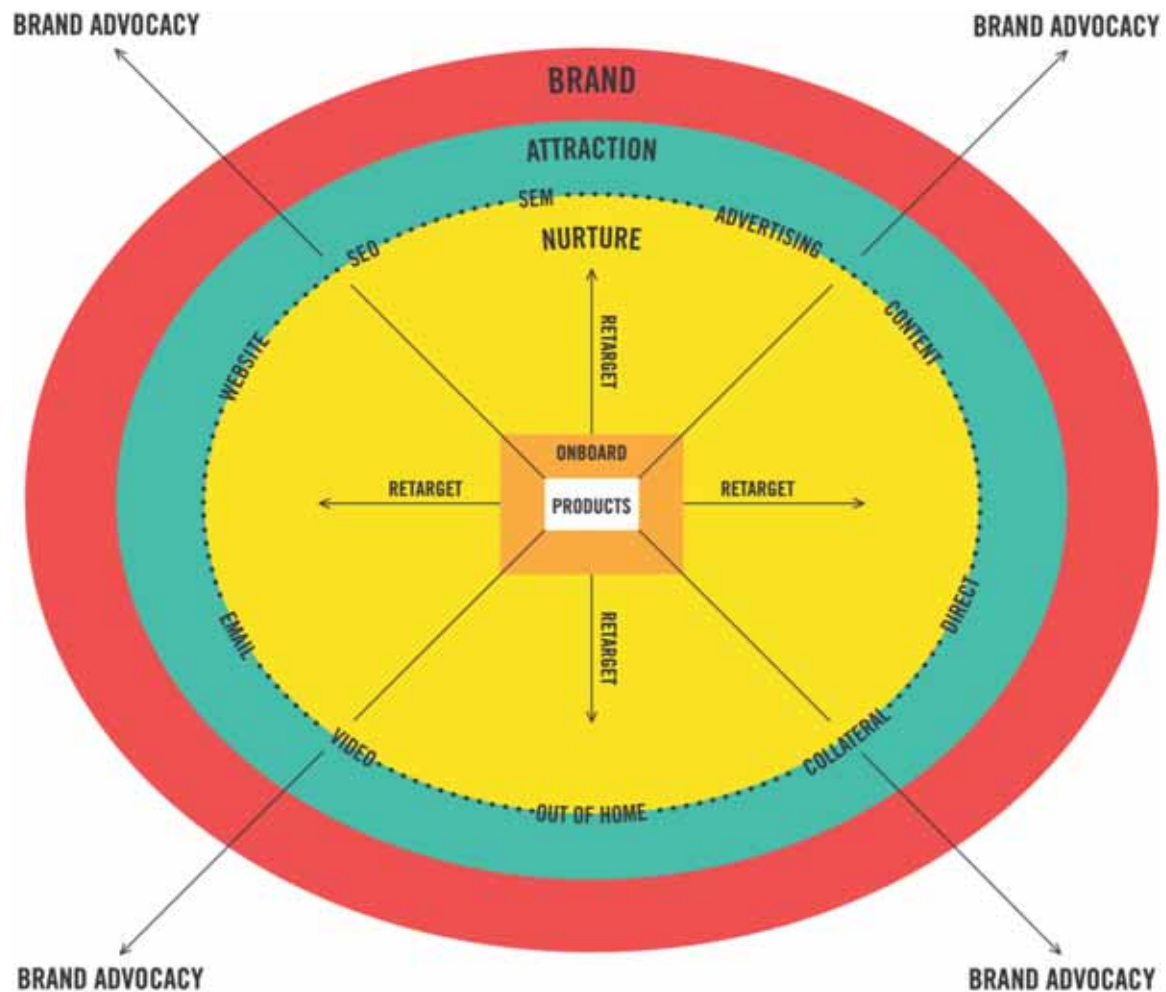 BRAND ADVOCACY
BRAND ADVOCACY
BRAND
ATTRACTION
SEM
ADVERTISING
SEO
NURTURE
CONTENT
WEBSITE
RETARGET
ONBOARD
RETARGET
PRODUCTS
RETARGET
EMAIL
RETARGET
DIRECT
VIDEO
COLLATERAL
OUT OF HOME
BRAND ADVOCACY
BRAND ADVOCACY